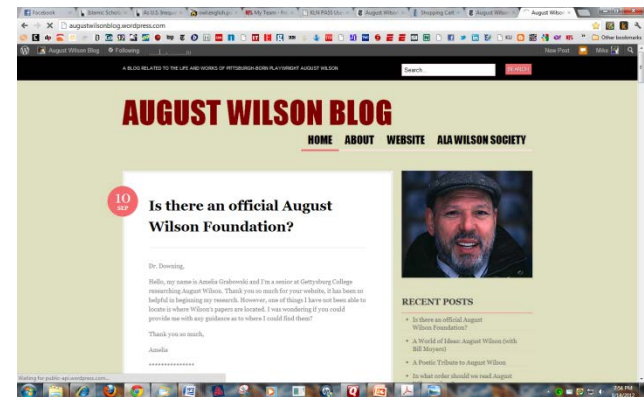 Facebook
My Team -
augustwilsonblog.wordpress.com
Other bookmarks
August Wilson Blog
Following
New Post
Mike
A BLOG RELATED TO THE LIFE AND WORKS OF PITTSBURGH-BORN PLAYWRIGHT AUGUST WILSON
Search
SEARCH
AUGUST WILSON BLOG
HOME ABOUT WEBSITE ALA WILSON SOCIETY
10
SEP
Is there an official August
Wilson Foundation?
Dr. Downing,
Hello, my name is Amelia Grabowski and I'm a senior at Gettysburg College
researching August Wilson. Thank you so much for your website, it has been so
helpful in beginning my research. However, one of things I have not been able to
locate is where Wilson's papers are located. I was wondering if you could
provide me with any guidance as to where I could find them?
Thank you so much,
Amelia
***************
RECENT POSTS
Is there an official August
Wilson Foundation?
A World of Ideas: August Wilson (with
Bill Moyers)
A Poetic Tribute to August Wilson
In what order should we read August
Waiting for public-api.wordpress.com...
7:56 PM